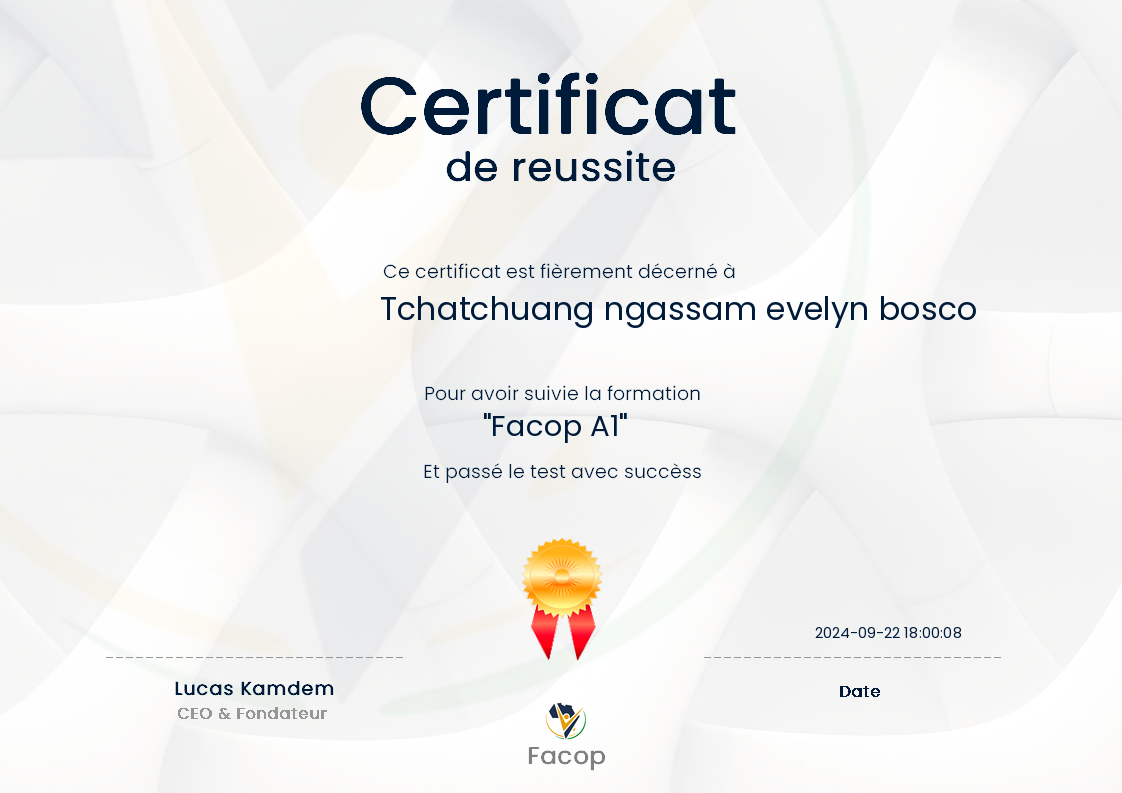 Certificat
de reussite
Ce certificat est fièrement décerné à
Tchatchuang ngassam evelyn bosco
Pour avoir suivie la formation
"Facop A1"
Et passé le test avec succèss
2024-09-22 18:00:08
Lucas Kamdem
CEO & Fondateur
Date
Facop